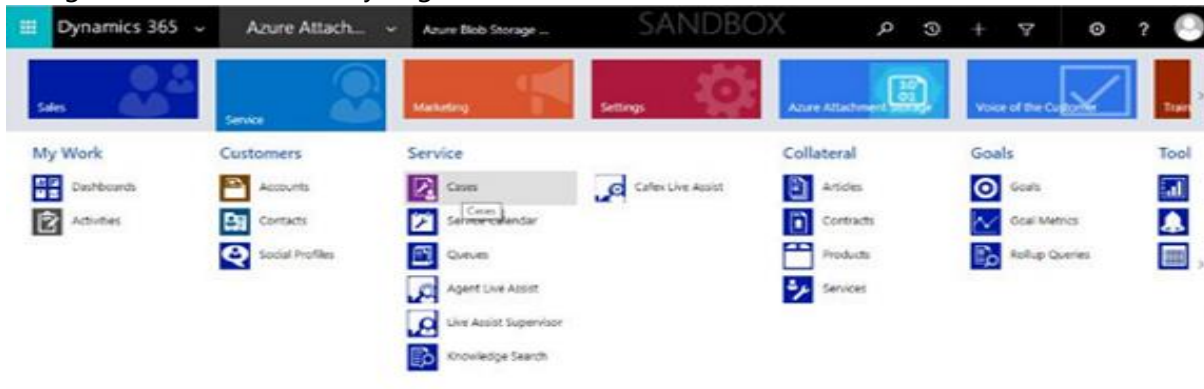 Dynamics 365
Azure Attach...
Azure Blob Storage ...
SANDBOX
?
Sales
Service
Marketing
Settings
Azure Attachment Storage
Voice of the Customer
Train
My Work
Dashboards
Activities
Customers
Accounts
Contacts
Social Profiles
Service
Cases
Cases
Service Calendar
Queues
Agent Live Assist
Live Assist Supervisor
Knowledge Search
Cafex Live Assist
Collateral
Articles
Contracts
Products
Services
Goals
Goals
Goal Metrics
Rollup Queries
Tool